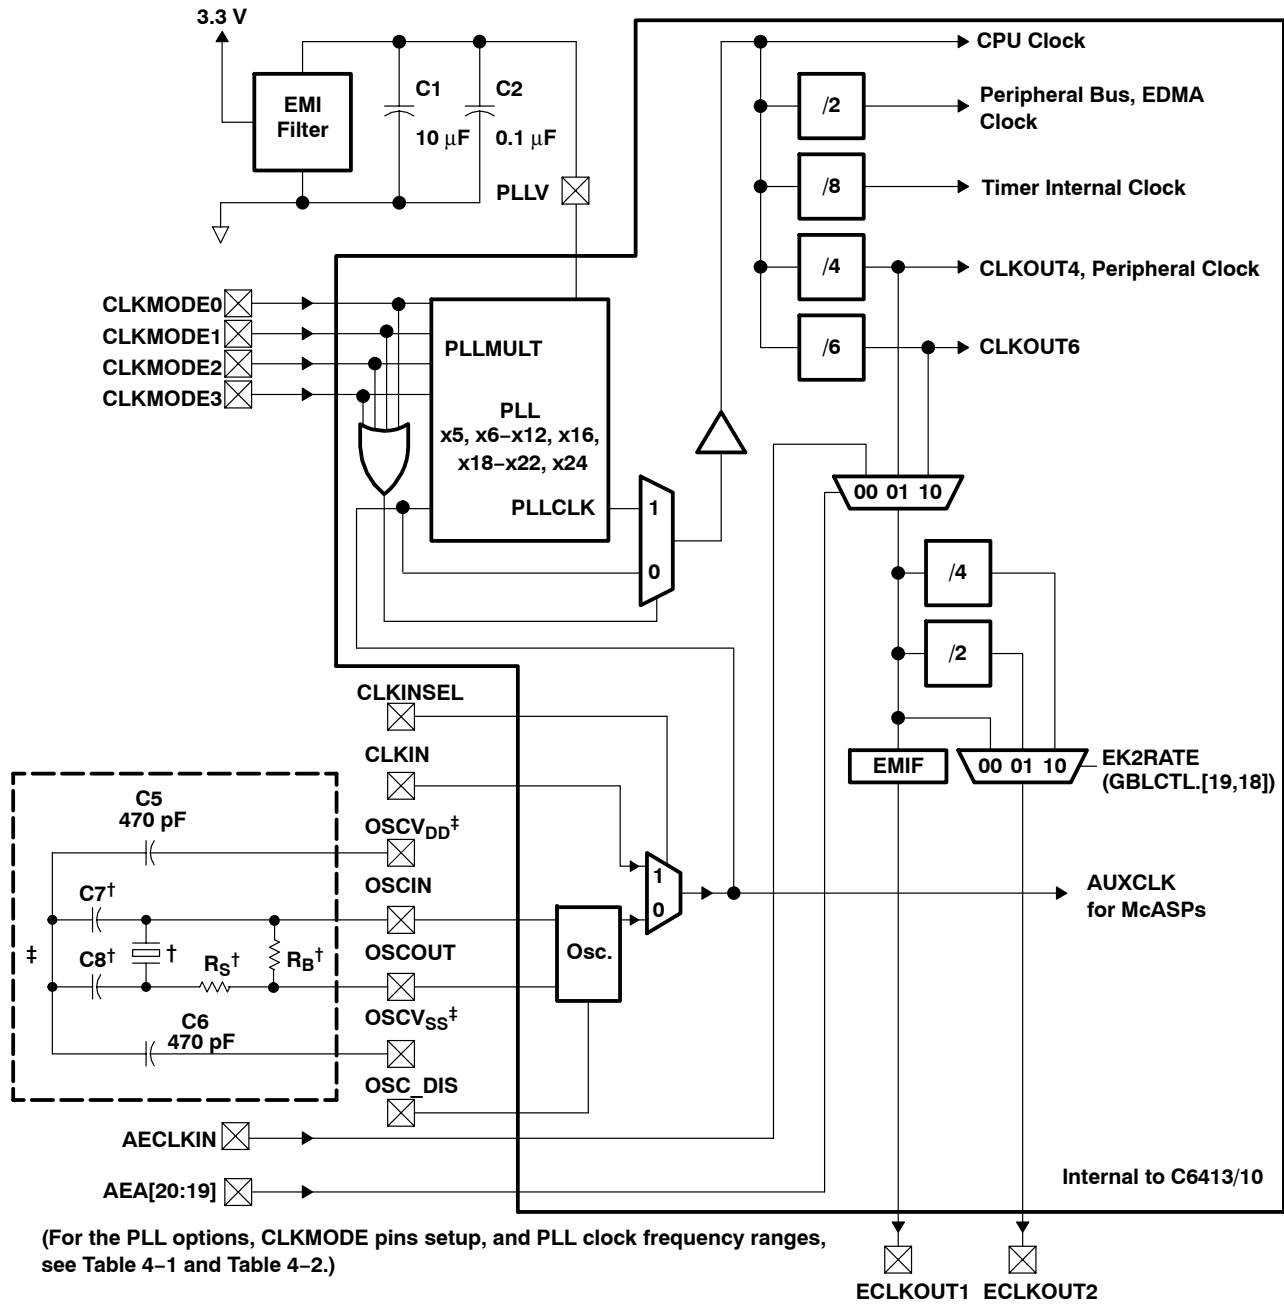 3.3 V
EMI
Filter
C1
10 µF
C2
0.1 µF
PLLV
CPU Clock
/2
Peripheral Bus, EDMA
Clock
/8
Timer Internal Clock
/4
CLKOUT4, Peripheral Clock
/6
CLKOUT6
CLKMODE0
CLKMODE1
CLKMODE2
CLKMODE3
PLLMULT
PLL
x5, x6−x12, x16,
x18−x22, x24
PLLCLK
1
0
00 01 10
/4
/2
EMIF
00 01 10
EK2RATE
(GBLCTL.[19,18])
CLKINSEL
CLKIN
OSCVDD‡
OSCIN
OSCOUT
OSCVSS‡
OSC_DIS
C5
470 pF
C7†
‡
C8†
†
RS†
RB†
C6
470 pF
Osc.
1
0
AUXCLK
for McASPs
AECLKIN
AEA[20:19]
Internal to C6413/10
(For the PLL options, CLKMODE pins setup, and PLL clock frequency ranges,
see Table 4−1 and Table 4−2.)
ECLKOUT1 ECLKOUT2